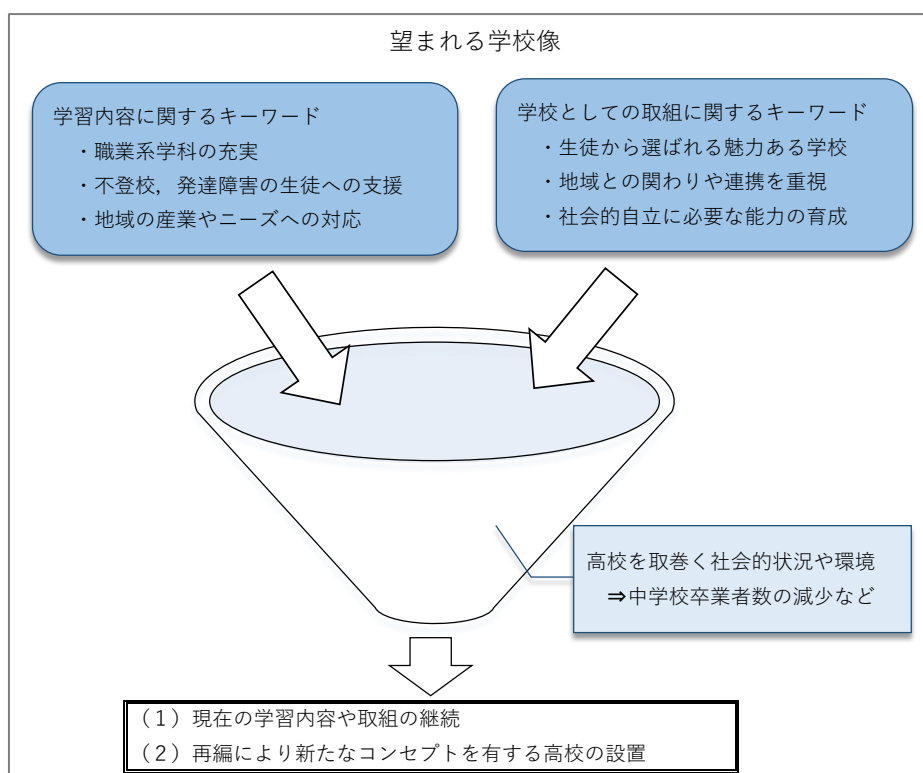 望まれる学校像
学習内容に関するキーワード
・職業系学科の充実
・不登校，発達障害の生徒への支援
・地域の産業やニーズへの対応
学校としての取組に関するキーワード
・生徒から選ばれる魅力ある学校
・地域との関わりや連携を重視
・社会的自立に必要な能力の育成
高校を取巻く社会的状況や環境
⇒中学校卒業者数の減少など
（１）現在の学習内容や取組の継続
（２）再編により新たなコンセプトを有する高校の設置